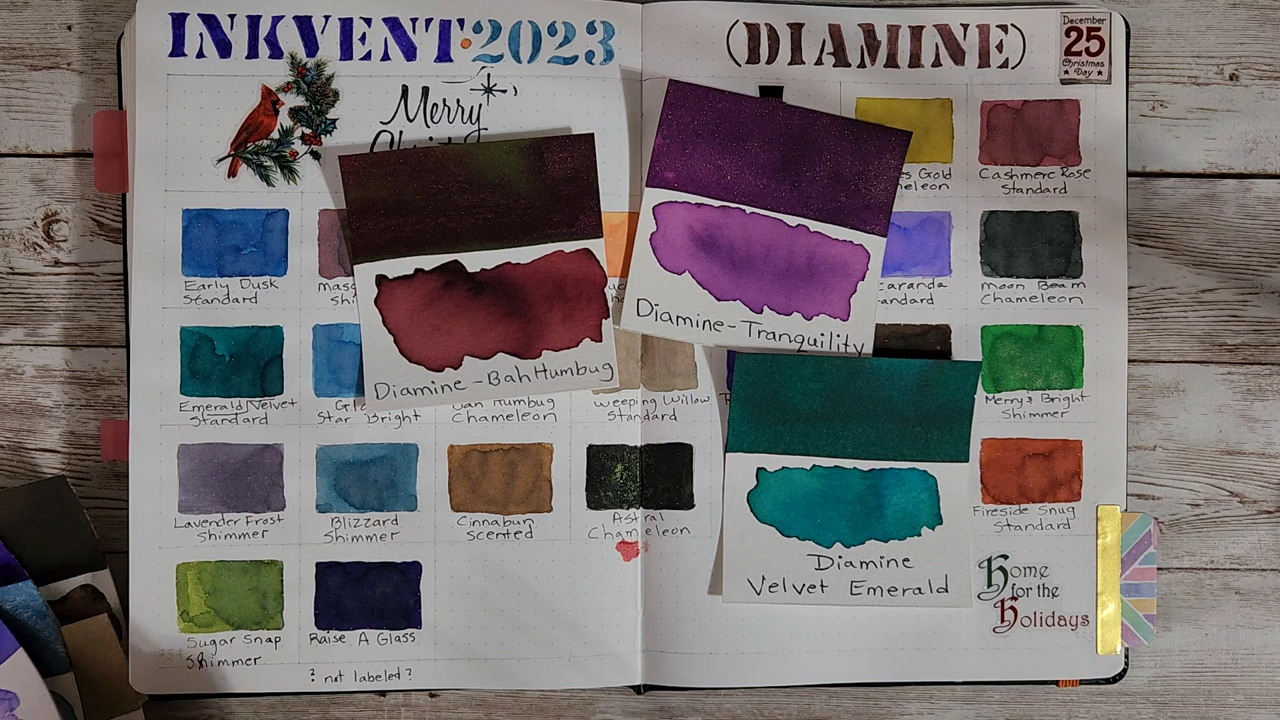 INKVENT·2023
(DIAMINE)
December
25
Christmas
Day
Merry
Gold
Cashmere Rose
Standard
Early Dusk
Standard
Moon Beam
Chameleon
Diamine-Tranquility
Diamine-BahHumbug
Emerald Velvet
Standard
Star Bright
Humbug
Chameleon
Weeping Willow
Standard
Merry & Bright
Shimmer
Lavender Frost
Shimmer
Blizzard
Shimmer
Cinnabun
Scented
Astral
Chameleon
Fireside Snug
Standard
Diamine
Velvet Emerald
Home
for the
Holidays
Sugar Snap
Shimmer
Raise A Glass
? not labeled?